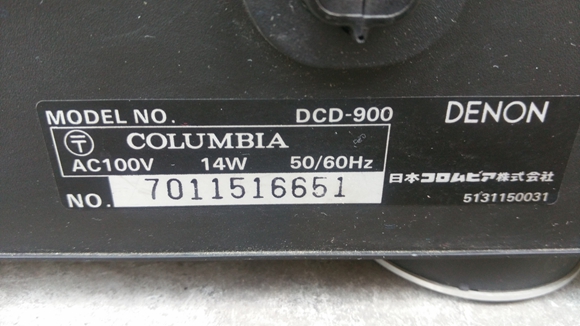 MODEL NO. DCD-900 DENON
〒 COLUMBIA
AC100V 14W 50/60Hz
NO. 7011516651
日本コロムビア株式会社
5131150031